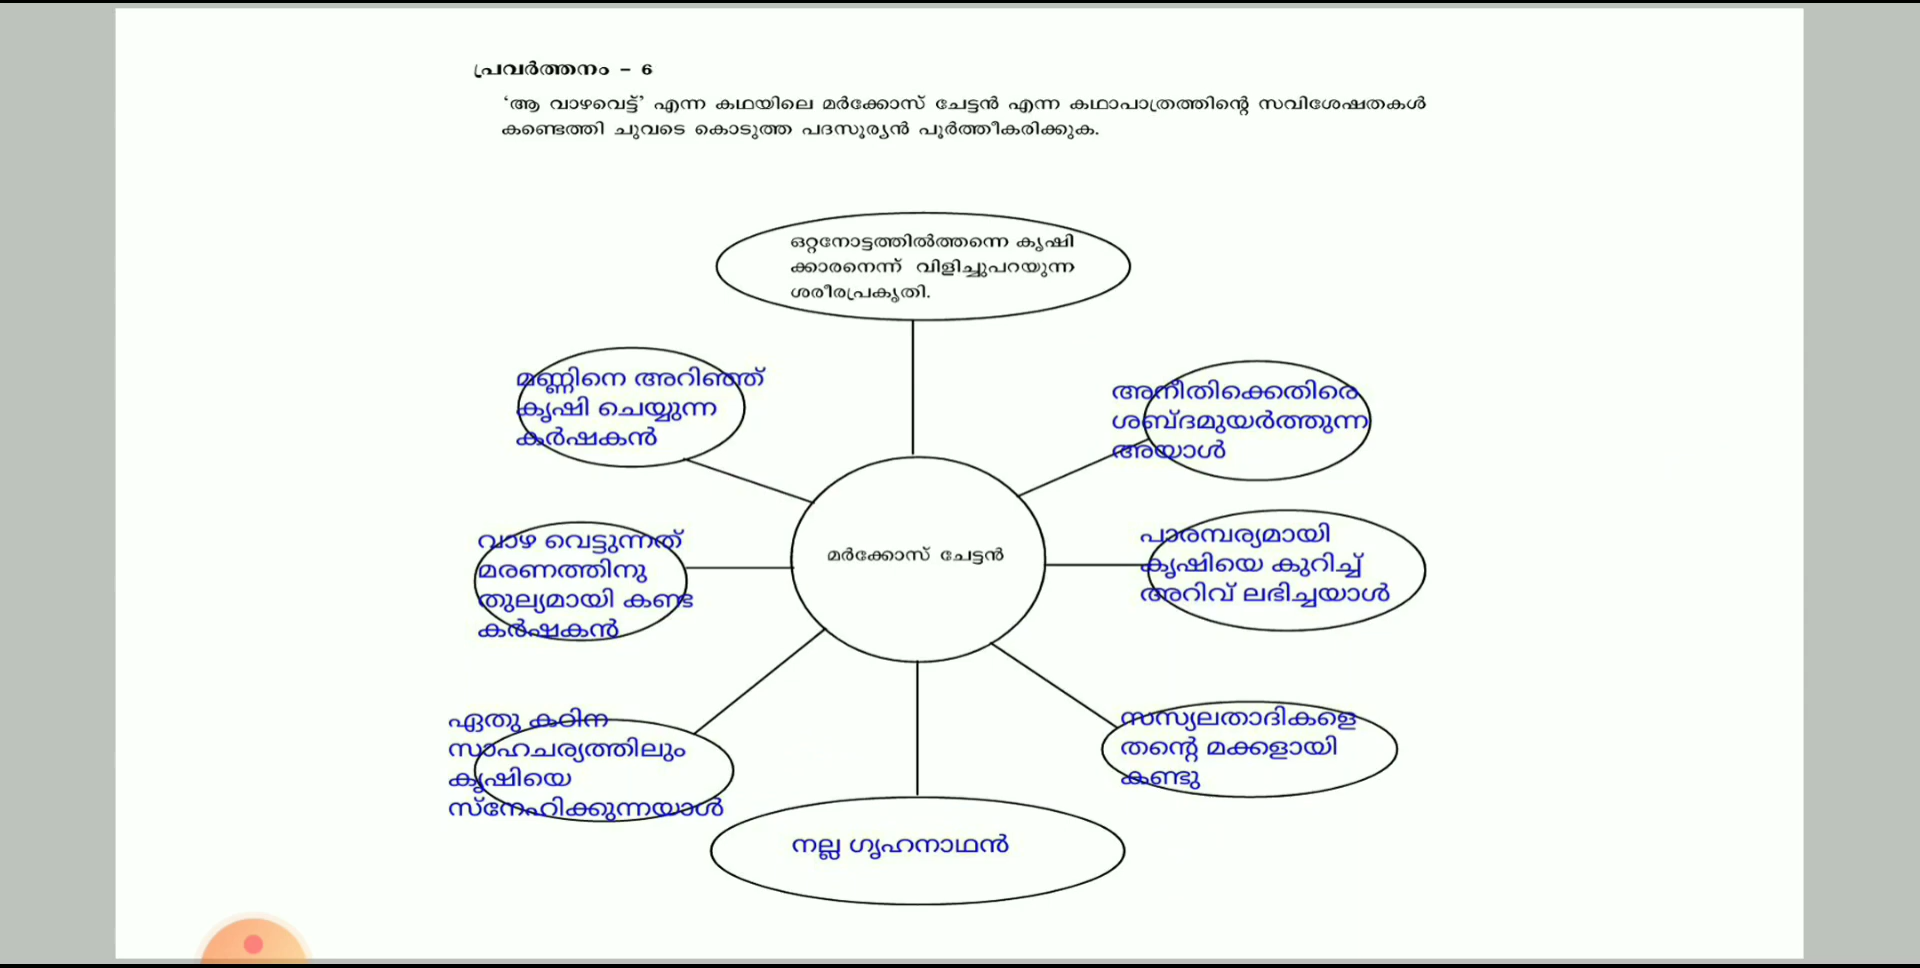 പ്രവർത്തനം – 6
'ആ വാഴവെട്ട്' എന്ന കഥയിലെ മർക്കോസ് ചേട്ടൻ എന്ന കഥാപാത്രത്തിന്റെ സവിശേഷതകൾ
കണ്ടെത്തി ചുവടെ കൊടുത്ത പദസൂര്യൻ പൂർത്തീകരിക്കുക.
ഒറ്റനോട്ടത്തിൽത്തന്നെ കൃഷി
ക്കാരനെന്ന് വിളിച്ചുപറയുന്ന
ശരീരപ്രകൃതി.
മണ്ണിനെ അറിഞ്ഞ്
കൃഷി ചെയ്യുന്ന
കർഷകൻ
അനീതിക്കെതിരെ
ശബ്ദമുയർത്തുന്ന
അയാൾ
വാഴ വെട്ടുന്നത്
മരണത്തിനു
തുല്യമായി കണ്ട
കർഷകൻ
മർക്കോസ് ചേട്ടൻ
പാരമ്പര്യമായി
കൃഷിയെ കുറിച്ച്
അറിവ് ലഭിച്ചയാൾ
ഏതു കഠിന
സാഹചര്യത്തിലും
കൃഷിയെ
സ്നേഹിക്കുന്നയാൾ
സസ്യലതാദികളെ
തന്റെ മക്കളായി
കണ്ടു
നല്ല ഗൃഹനാഥൻ